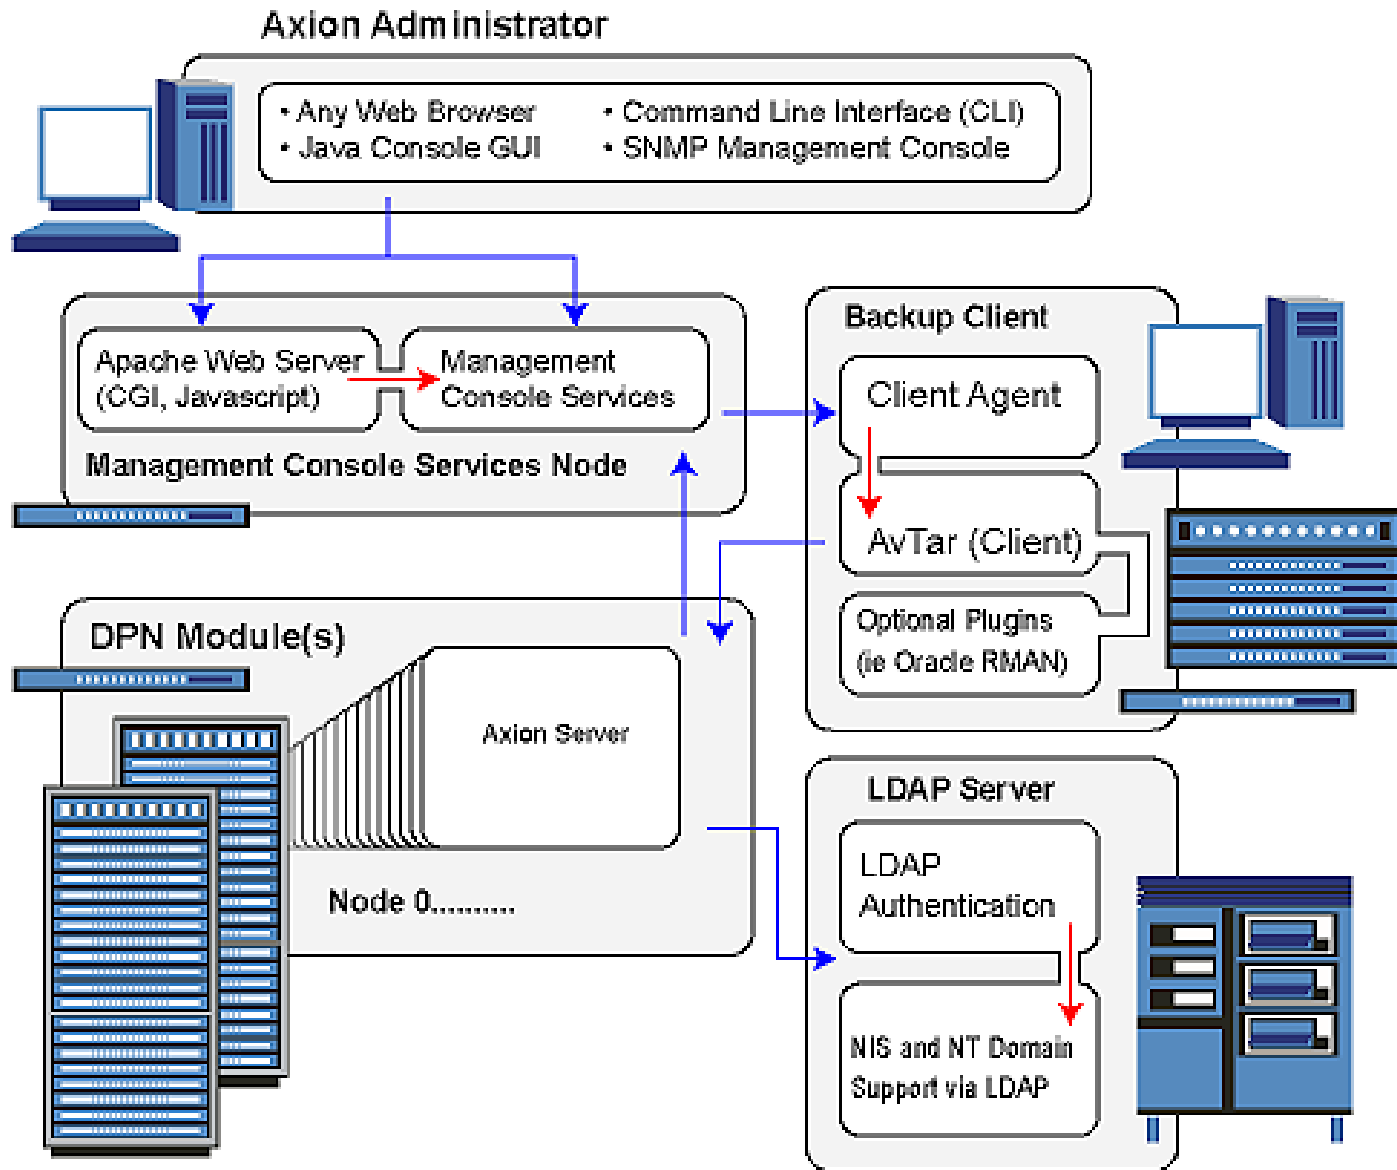 Axion Administrator
• Any Web Browser
• Java Console GUI
• Command Line Interface (CLI)
• SNMP Management Console
Apache Web Server
(CGI, Javascript)
Management
Console Services
Management Console Services Node
Backup Client
Client Agent
AvTar (Client)
Optional Plugins
(ie Oracle RMAN)
DPN Module(s)
Axion Server
Node 0..........
LDAP Server
LDAP
Authentication
NIS and NT Domain
Support via LDAP